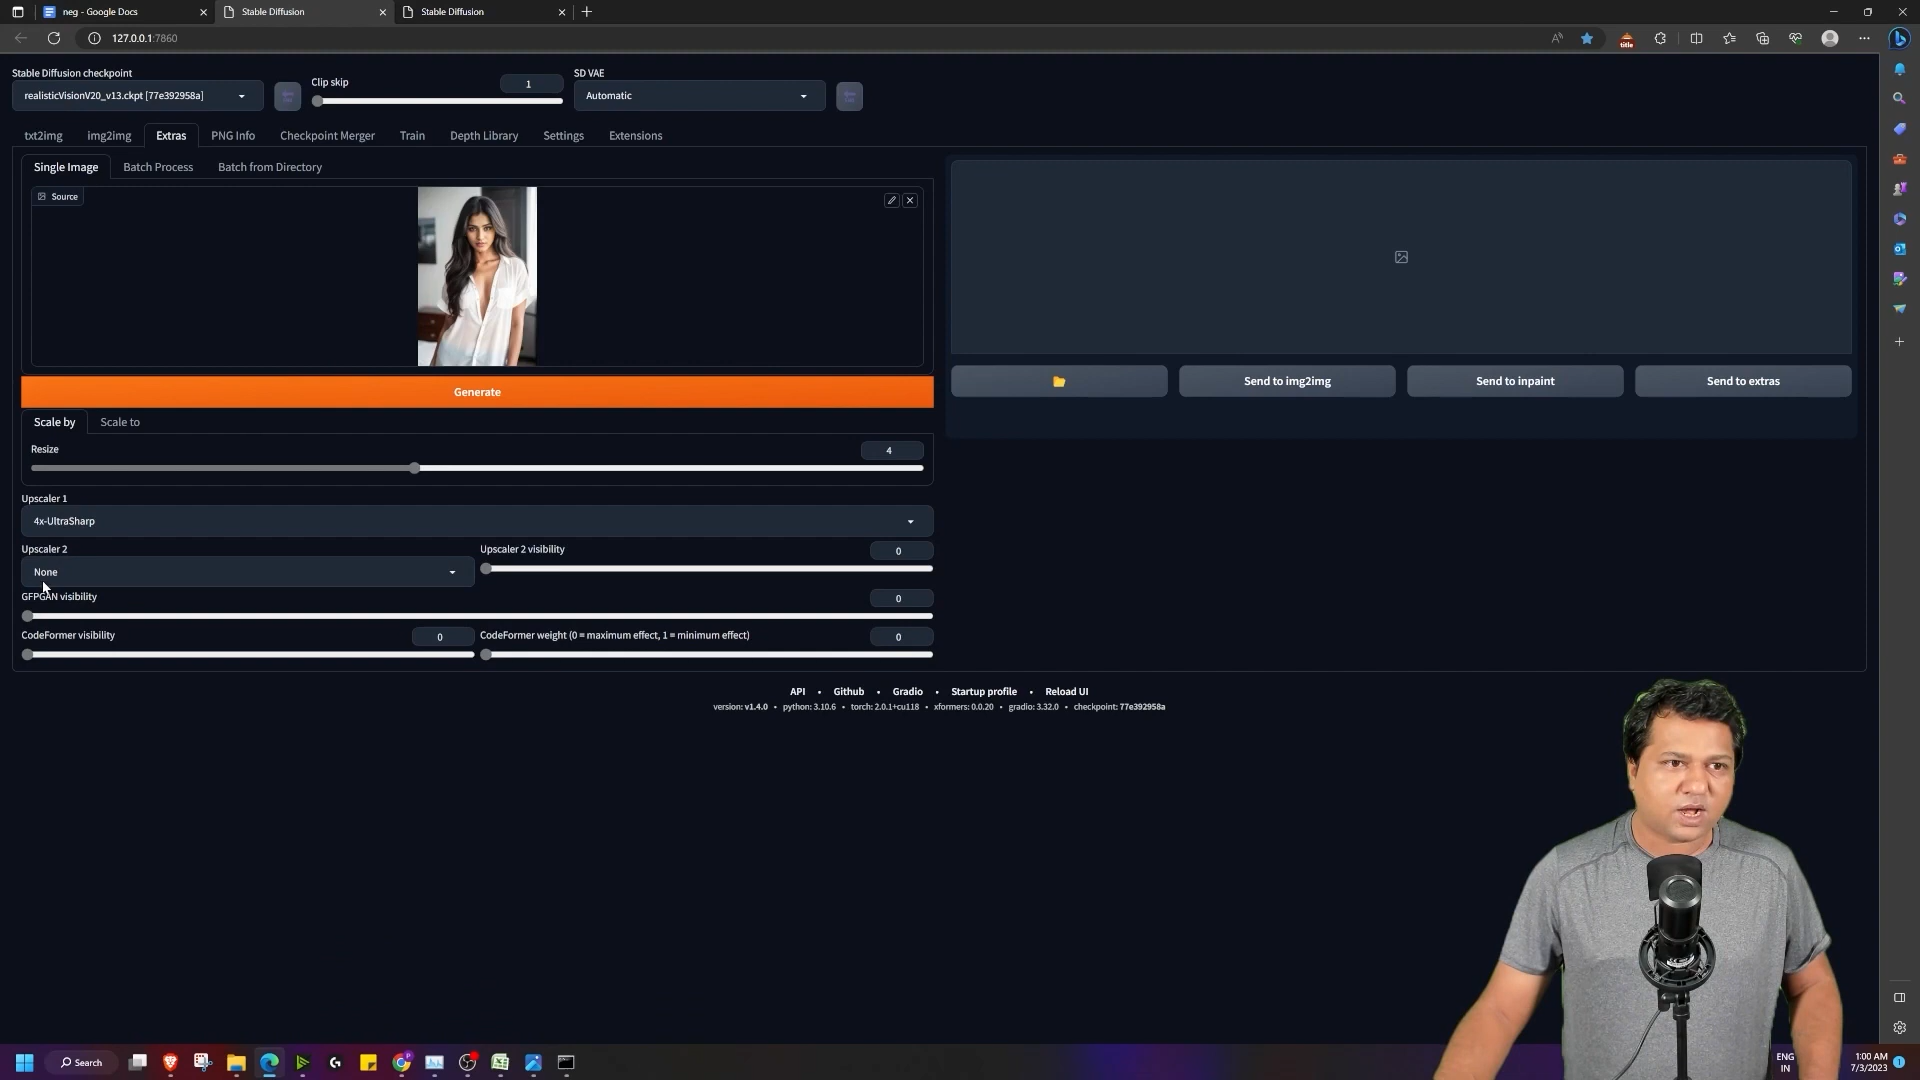 neg - Google Docs
Stable Diffusion
Stable Diffusion
127.0.0.1:7860
title
Stable Diffusion checkpoint
realisticVisionV20_v13.ckpt [77e392958a]
Clip skip
1
SD VAE
Automatic
txt2img
img2img
Extras
PNG Info
Checkpoint Merger
Train
Depth Library
Settings
Extensions
Single Image
Batch Process
Batch from Directory
Source
Generate
Send to img2img
Send to inpaint
Send to extras
Scale by
Scale to
Resize
4
Upscaler 1
4x-UltraSharp
Upscaler 2
None
Upscaler 2 visibility
0
GFPGAN visibility
0
CodeFormer visibility
0
CodeFormer weight (0 = maximum effect, 1 = minimum effect)
0
API • Github • Gradio • Startup profile • Reload UI
version: v1.4.0 • python: 3.10.6 • torch: 2.0.1+cu118 • xformers: 0.0.20 • gradio: 3.32.0 • checkpoint: 77e392958a
Search
ENG
IN
1:00 AM
7/3/2023
1